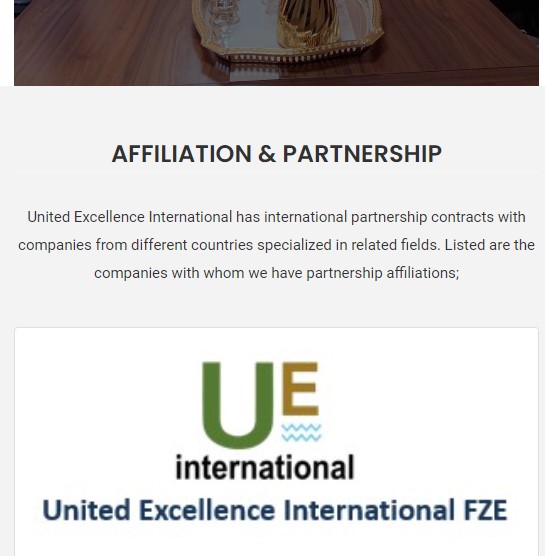 AFFILIATION & PARTNERSHIP
United Excellence International has international partnership contracts with
companies from different countries specialized in related fields. Listed are the
companies with whom we have partnership affiliations;
UE
international
United Excellence International FZE